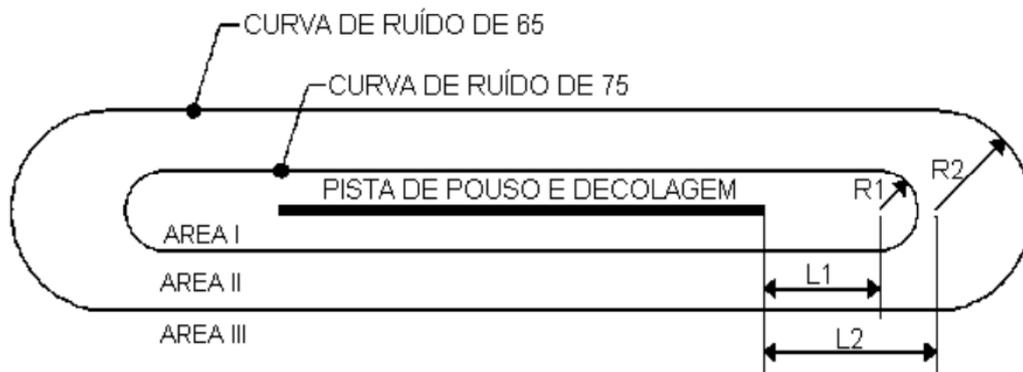 CURVA DE RUÍDO DE 65
CURVA DE RUÍDO DE 75
PISTA DE POUSO E DECOLAGEM
R1
R2
AREA I
AREA II
L1
AREA III
L2